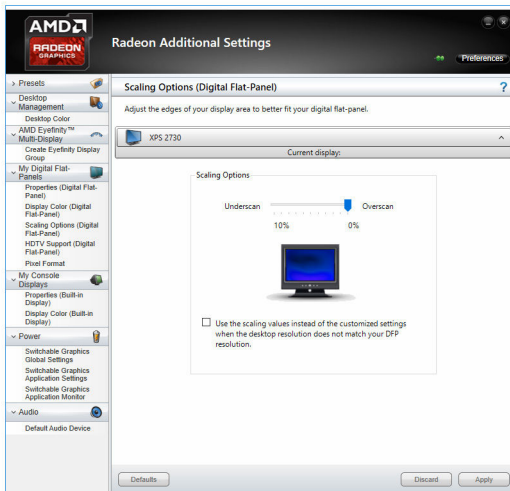 AMD
RADEON
GRAPHICS
Radeon Additional Settings
Preferences
Presets
Desktop
Management
Desktop Color
AMD Eyefinity™
Multi-Display
Create Eyefinity Display
Group
My Digital Flat-
Panels
Properties (Digital Flat-
Panel)
Display Color (Digital
Flat-Panel)
Scaling Options (Digital
Flat-Panel)
HDTV Support (Digital
Flat-Panel)
Pixel Format
My Console
Displays
Properties (Built-in
Display)
Display Color (Built-in
Display)
Power
Switchable Graphics
Global Settings
Switchable Graphics
Application Settings
Switchable Graphics
Application Monitor
Audio
Default Audio Device
Scaling Options (Digital Flat-Panel)
?
Adjust the edges of your display area to better fit your digital flat-panel.
XPS 2730
Current display:
Scaling Options
Underscan Overscan
10% 0%
Use the scaling values instead of the customized settings
when the desktop resolution does not match your DFP
resolution.
Defaults Discard Apply